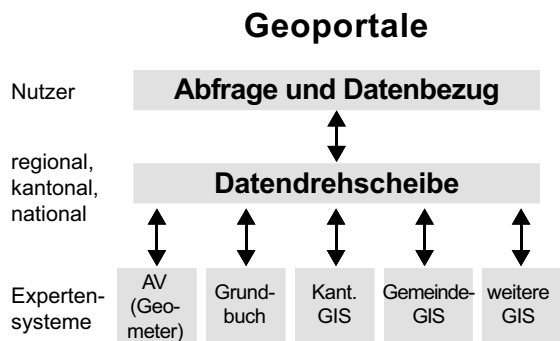 Geoportale
Nutzer
Abfrage und Datenbezug
regional,
kantonal,
national
Datendrehscheibe
Experten-
systeme
AV
(Geo-
meter)
Grund-
buch
Kant.
GIS
Gemeinde-
GIS
weitere
GIS